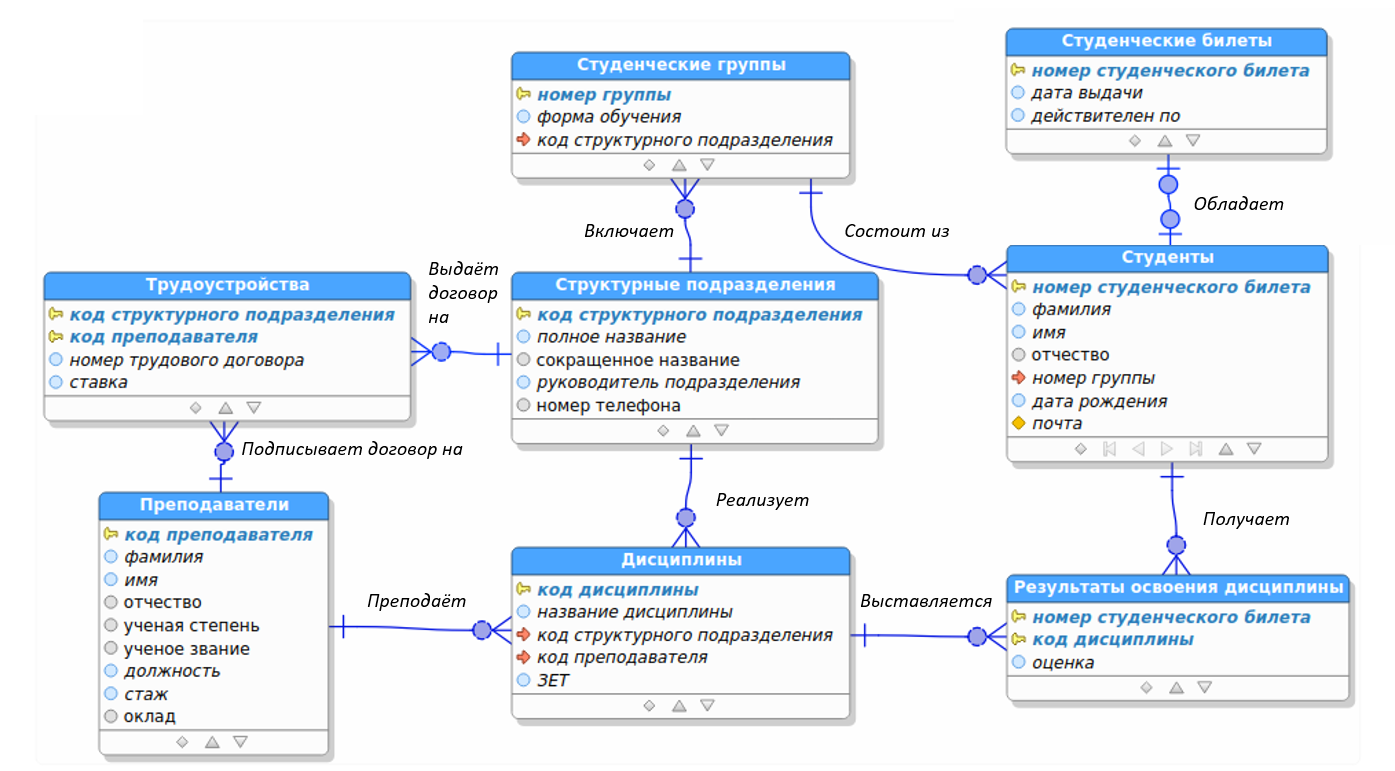 Студенческие группы
номер группы
форма обучения
код структурного подразделения
Студенческие билеты
номер студенческого билета
дата выдачи
действителен по
Включает
Состоит из
Обладает
Трудоустройства
код структурного подразделения
код преподавателя
номер трудового договора
ставка
Выдаёт
договор
на
Структурные подразделения
код структурного подразделения
полное название
сокращенное название
руководитель подразделения
номер телефона
Студенты
номер студенческого билета
фамилия
имя
отчество
номер группы
дата рождения
почта
Подписывает договор на
Реализует
Получает
Преподаватели
код преподавателя
фамилия
имя
отчество
ученая степень
ученое звание
должность
стаж
оклад
Преподаёт
Дисциплины
код дисциплины
название дисциплины
код структурного подразделения
код преподавателя
ЗЕТ
Выставляется
Результаты освоения дисциплины
номер студенческого билета
код дисциплины
оценка